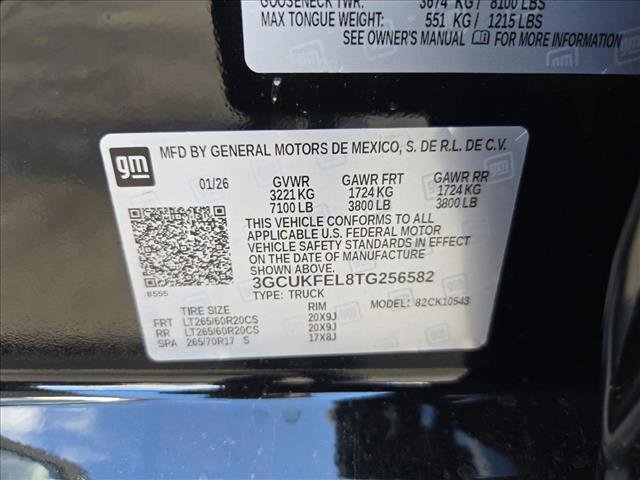 GOOSENECK TWR: 3674 KG / 8100 LBS
MAX TONGUE WEIGHT: 551 KG / 1215 LBS
SEE OWNER'S MANUAL FOR MORE INFORMATION
gm
MFD BY GENERAL MOTORS DE MEXICO, S. DE R.L. DE C.V.
01/26 GVWR GAWR FRT GAWR RR
3221 KG 1724 KG 1724 KG
7100 LB 3800 LB 3800 LB
THIS VEHICLE CONFORMS TO ALL
APPLICABLE U.S. FEDERAL MOTOR
VEHICLE SAFETY STANDARDS IN EFFECT
ON THE DATE OF MANUFACTURE
SHOWN ABOVE.
3GCUKFEL8TG256582
B555 TYPE: TRUCK MODEL: 82CK10543
TIRE SIZE RIM
FRT LT265/60R20CS 20X9J
RR LT265/60R20CS 20X9J
SPA 265/70R17 S 17X8J